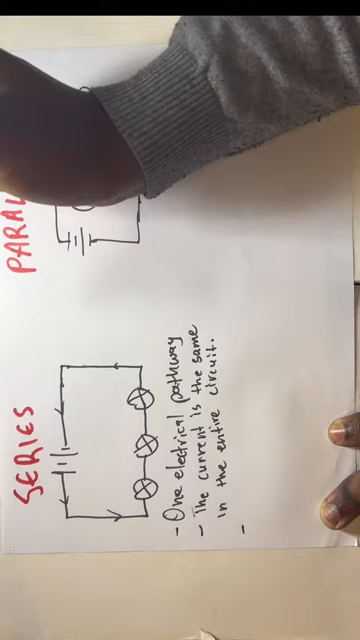 SERIES
- One electrical pathway
- The current is the same
in the entire circuit.
-
PARAL